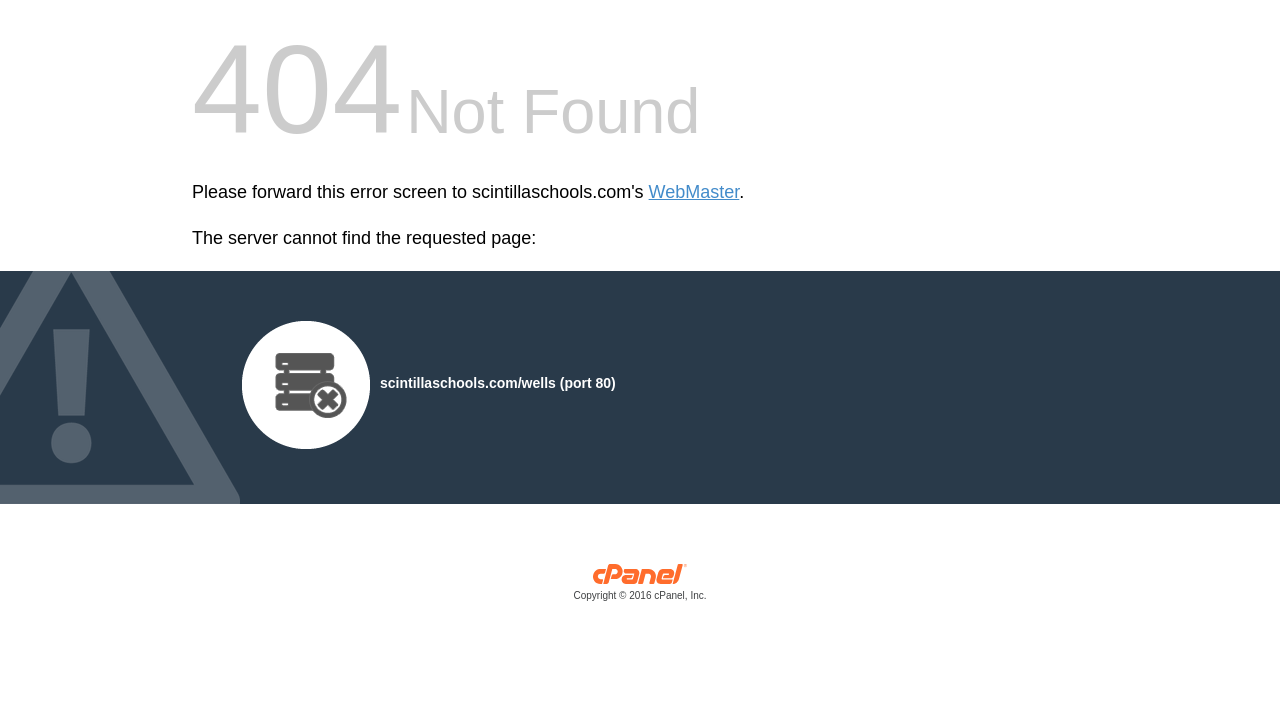 404 Not Found
Please forward this error screen to scintillaschools.com's WebMaster.
The server cannot find the requested page:
scintillaschools.com/wells (port 80)
cPanel
Copyright © 2016 cPanel, Inc.